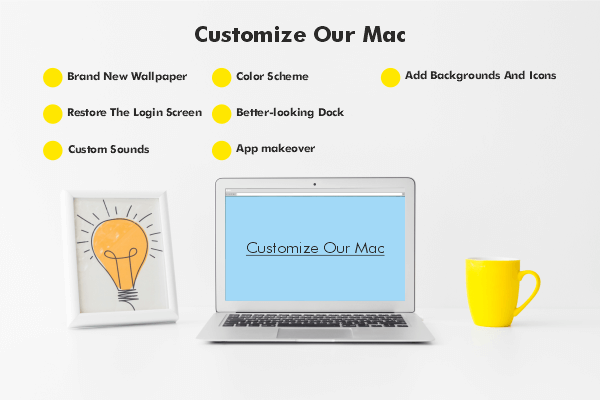 Customize Our Mac
Brand New Wallpaper
Color Scheme
Add Backgrounds And Icons
Restore The Login Screen
Better-looking Dock
Custom Sounds
App makeover
Customize Our Mac